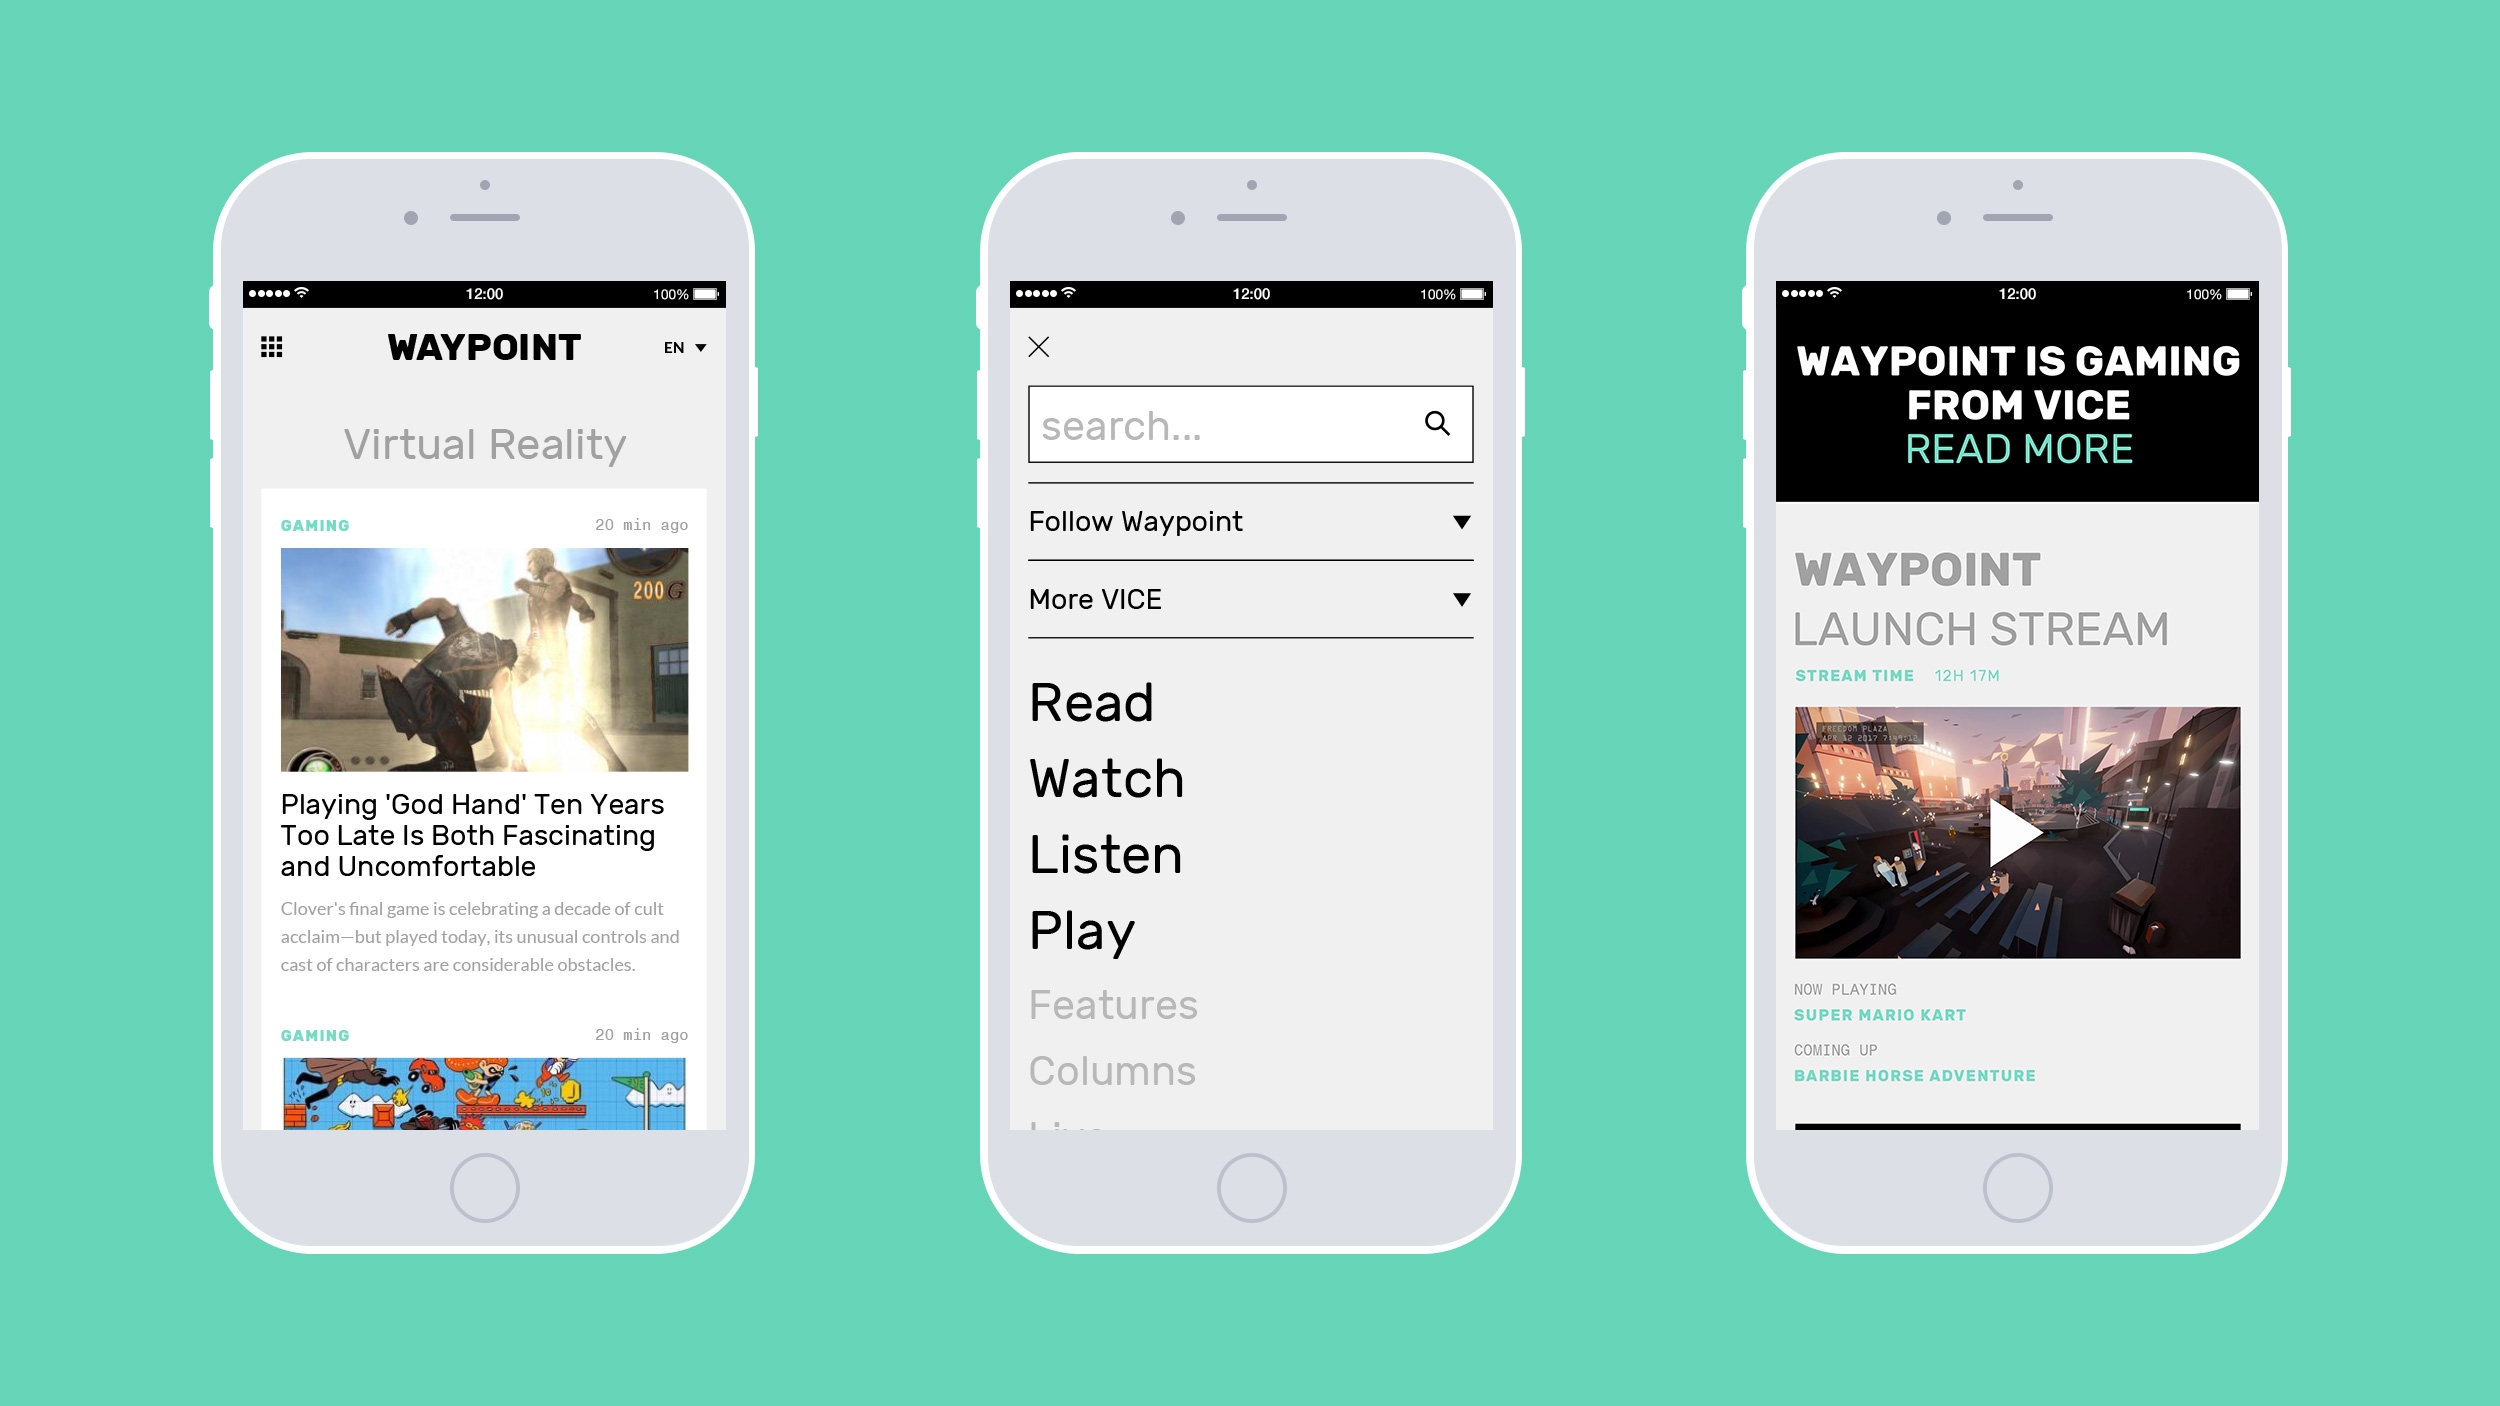 12:00
100%
WAYPOINT
EN
Virtual Reality
GAMING
20 min ago
200 G
Playing 'God Hand' Ten Years
Too Late Is Both Fascinating
and Uncomfortable
Clover's final game is celebrating a decade of cult
acclaim—but played today, its unusual controls and
cast of characters are considerable obstacles.
GAMING
20 min ago
12:00
100%
search...
Follow Waypoint
More VICE
Read
Watch
Listen
Play
Features
Columns
12:00
100%
WAYPOINT IS GAMING
FROM VICE
READ MORE
WAYPOINT
LAUNCH STREAM
STREAM TIME 12H 17M
FREEDOM PLAZA
APR 12 2017 7:49:12
NOW PLAYING
SUPER MARIO KART
COMING UP
BARBIE HORSE ADVENTURE